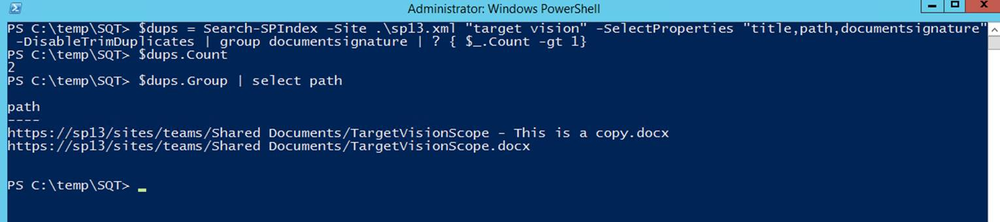 Administrator: Windows PowerShell
PS C:\temp\SQT> $dups = Search-SPIndex -Site .\sp13.xml "target vision" -SelectProperties "title,path,documentsignature"
-DisableTrimDuplicates | group documentsignature | ? { $_.Count -gt 1}
PS C:\temp\SQT> $dups.Count
2
PS C:\temp\SQT> $dups.Group | select path
path
----
https://sp13/sites/teams/Shared Documents/TargetVisionScope - This is a copy.docx
https://sp13/sites/teams/Shared Documents/TargetVisionScope.docx
PS C:\temp\SQT>